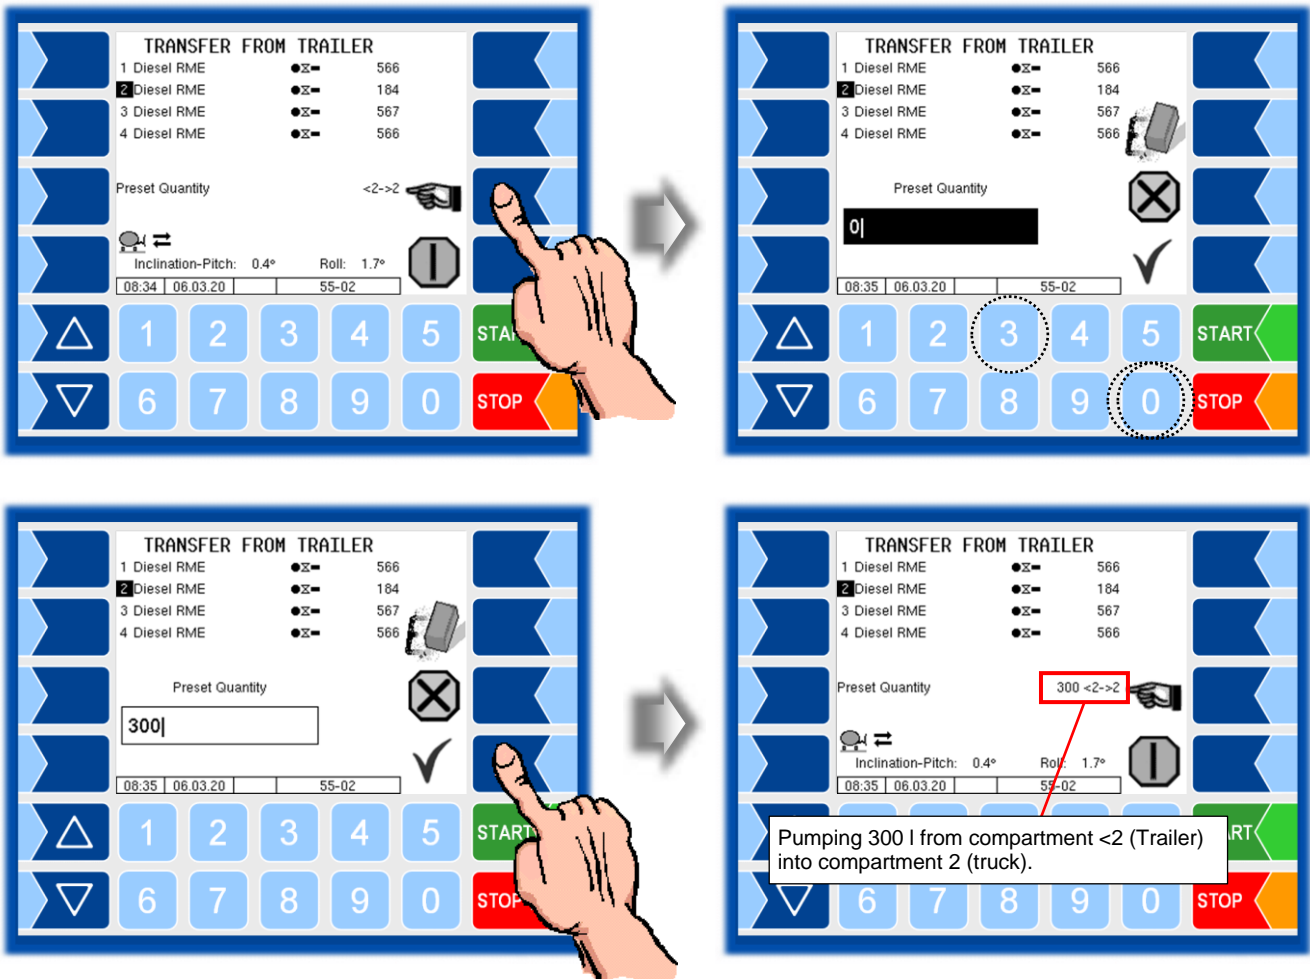 TRANSFER FROM TRAILER
1 Diesel RME 566
2 Diesel RME 184
3 Diesel RME 567
4 Diesel RME 566
Preset Quantity <2->2
Inclination-Pitch: 0.4° Roll: 1.7°
08:34 06.03.20 55-02
1 2 3 4 5 STA
6 7 8 9 0 STOP
TRANSFER FROM TRAILER
1 Diesel RME 566
2 Diesel RME 184
3 Diesel RME 567
4 Diesel RME 566
Preset Quantity
0
08:35 06.03.20 55-02
1 2 3 4 5 START
6 7 8 9 0 STOP
TRANSFER FROM TRAILER
1 Diesel RME 566
2 Diesel RME 184
3 Diesel RME 567
4 Diesel RME 566
Preset Quantity
300
08:35 06.03.20 55-02
1 2 3 4 5 START
6 7 8 9 0 STOP
TRANSFER FROM TRAILER
1 Diesel RME 566
2 Diesel RME 184
3 Diesel RME 567
4 Diesel RME 566
Preset Quantity 300 <2->2
Inclination-Pitch: 0.4° Roll: 1.7°
08:35 06.03.20 55-02
Pumping 300 l from compartment <2 (Trailer)
into compartment 2 (truck).
RT
6 7 8 9 0 STOP